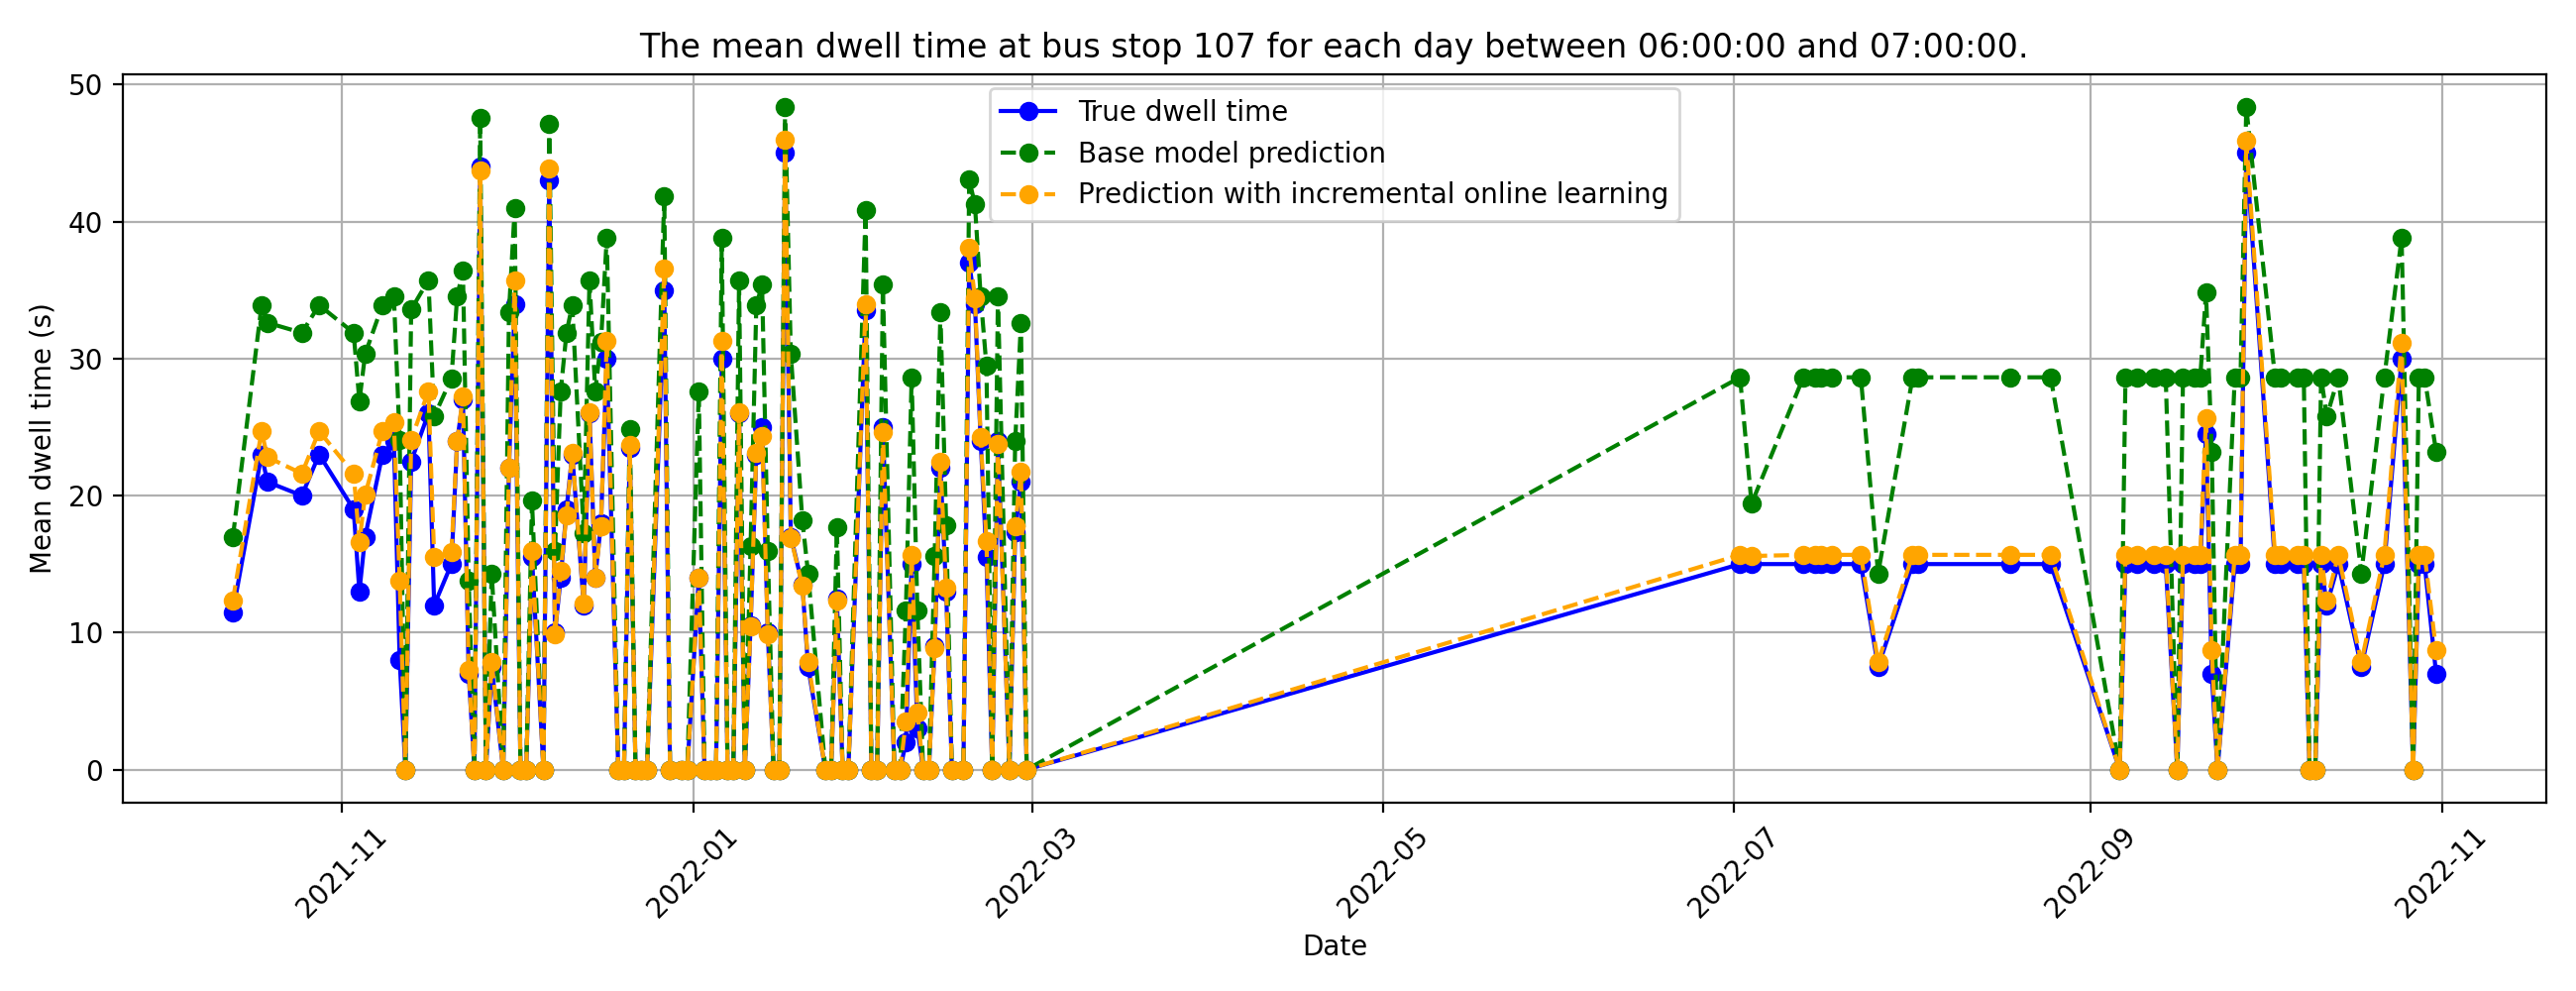 The mean dwell time at bus stop 107 for each day between 06:00:00 and 07:00:00.
True dwell time
Base model prediction
Prediction with incremental online learning
Mean dwell time (s)
50
40
30
20
10
0
2021-11
2022-01
2022-03
2022-05
2022-07
2022-09
2022-11
Date